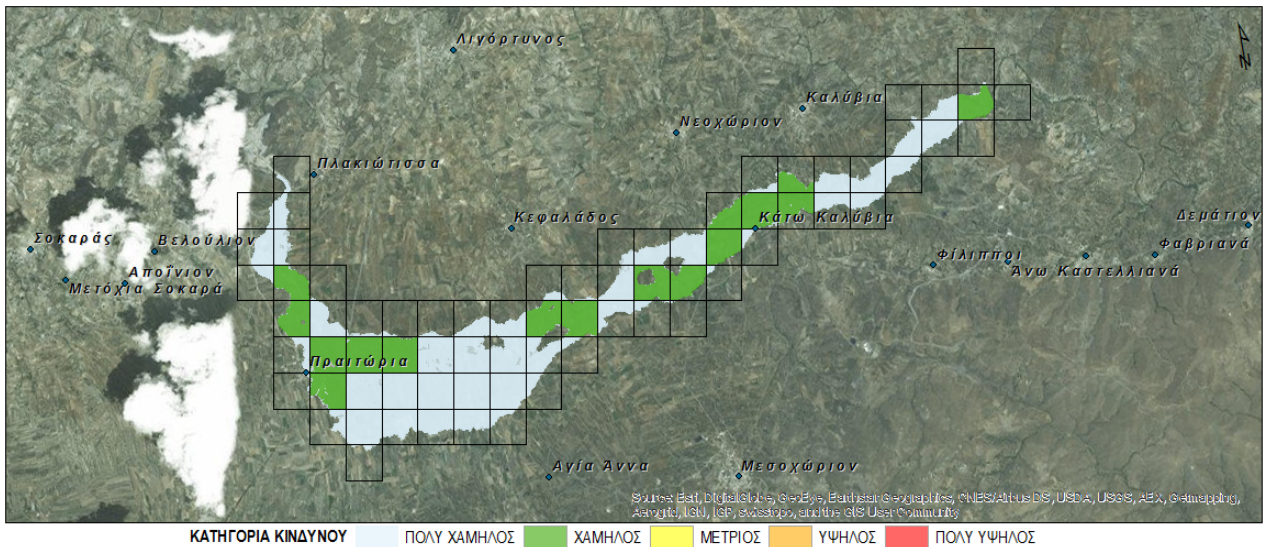 Λιγόρτυνος
Καλύβια
Νεοχώριον
Πλακιώτισσα
Κεφαλάδος
Κάτω Καλύβια
Δεμάτιον
Σοκαράς
Βελούλιον
Φίλιπποι
Φαβριανά
Άνω Καστελλιανά
Αποΐνιον
Μετόχια Σοκαρά
Πραιτώρια
Αγία Άννα
Μεσοχώριον
Source: Esri, DigitalGlobe, GeoEye, Earthstar Geographics, CNES/Airbus DS, USDA, USGS, AEX, Getmapping,
Aerogrid, IGN, IGP, swisstopo, and the GIS User Community
ΚΑΤΗΓΟΡΙΑ ΚΙΝΔΥΝΟΥ ΠΟΛΥ ΧΑΜΗΛΟΣ ΧΑΜΗΛΟΣ ΜΕΤΡΙΟΣ ΥΨΗΛΟΣ ΠΟΛΥ ΥΨΗΛΟΣ